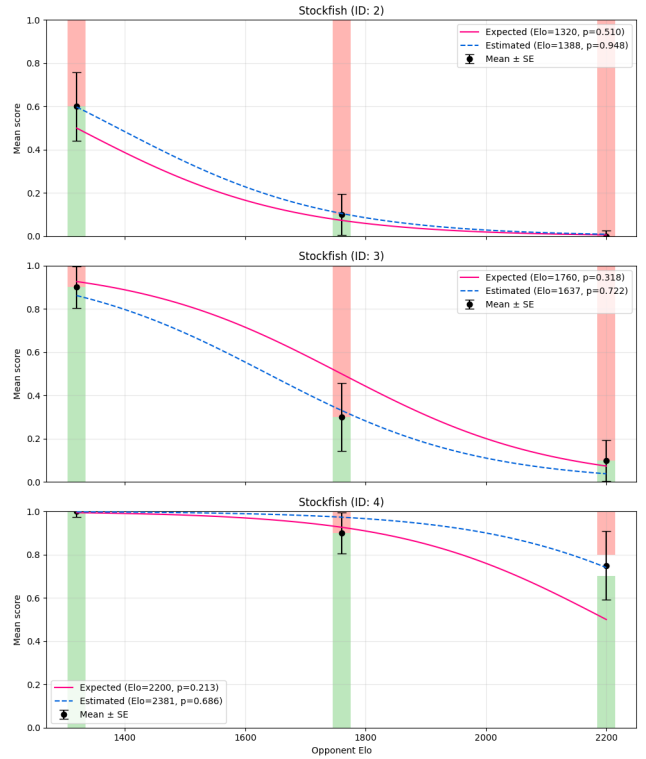 Stockfish (ID: 2)
1.0
0.8
0.6
0.4
0.2
0.0
Mean score
Expected (Elo=1320, p=0.510)
Estimated (Elo=1388, p=0.948)
Mean ± SE
Stockfish (ID: 3)
1.0
0.8
0.6
0.4
0.2
0.0
Mean score
Expected (Elo=1760, p=0.318)
Estimated (Elo=1637, p=0.722)
Mean ± SE
Stockfish (ID: 4)
1.0
0.8
0.6
0.4
0.2
0.0
Mean score
Expected (Elo=2200, p=0.213)
Estimated (Elo=2381, p=0.686)
Mean ± SE
1400 1600 1800 2000 2200
Opponent Elo